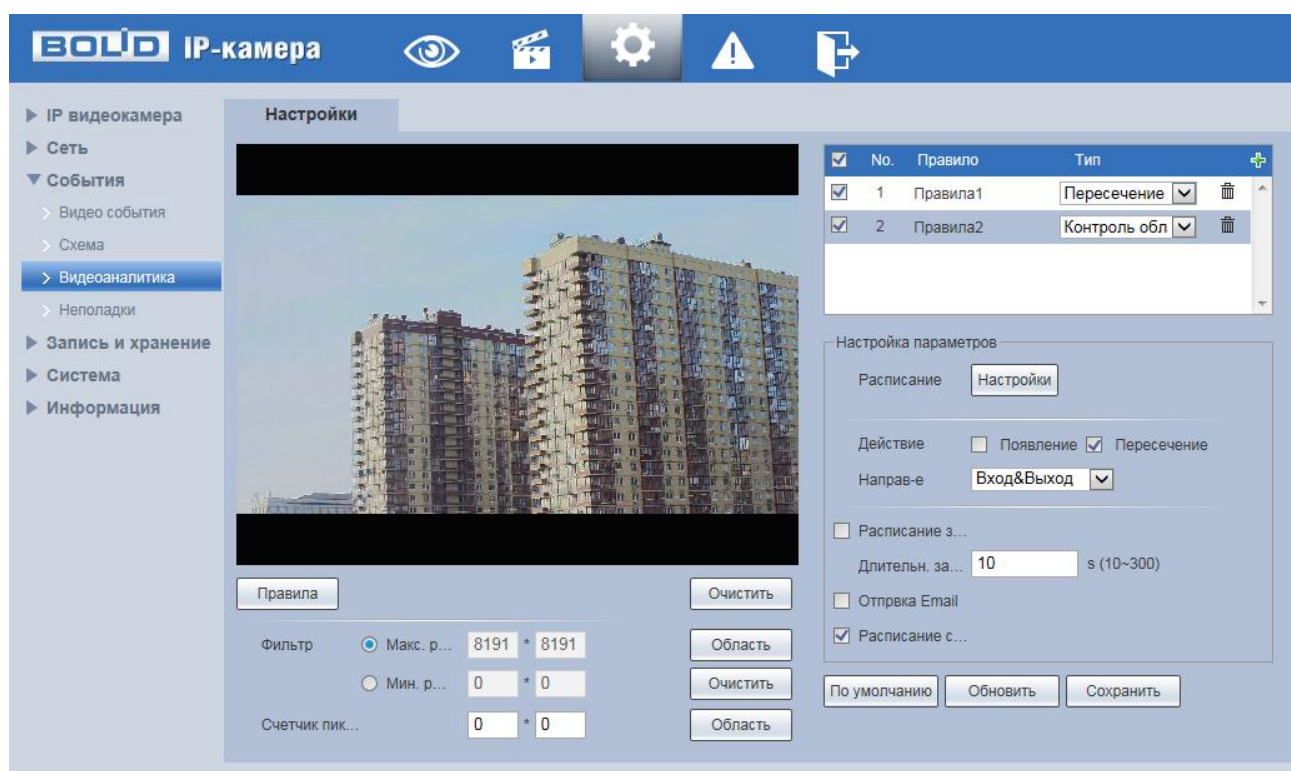 BOLID IP-камера
IP видеокамера
Сеть
События
Видео события
Схема
Видеоаналитика
Неполадки
Запись и хранение
Система
Информация
Настройки
No. Правило Тип
1 Правила1 Пересечение
2 Правила2 Контроль обл
Настройка параметров
Расписание Настройки
Действие Появление Пересечение
Направ-е Вход&Выход
Расписание з...
Длительн. за... 10 s (10~300)
Отпрвка Email
Расписание с...
По умолчанию Обновить Сохранить
Правила Очистить
Фильтр Макс. р... 8191 * 8191 Область
Мин. р... 0 * 0 Очистить
Счетчик пик... 0 * 0 Область